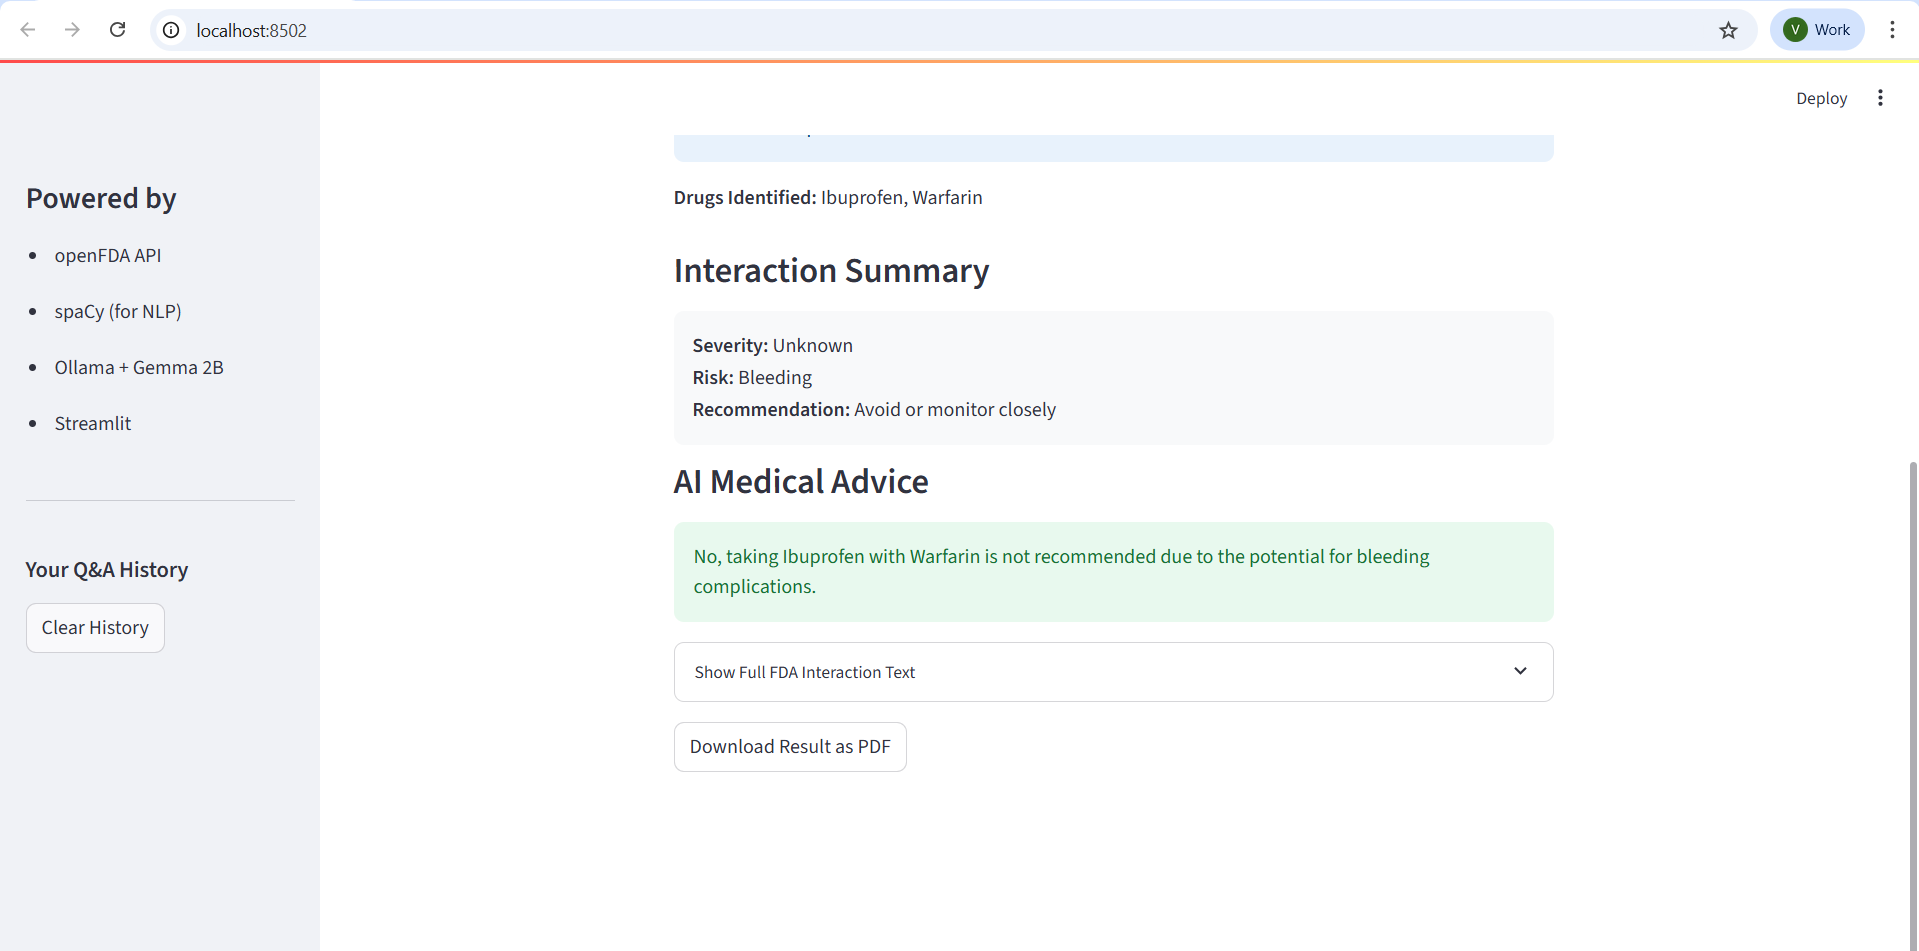 localhost:8502
V Work
Deploy
Powered by
openFDA API
spaCy (for NLP)
Ollama + Gemma 2B
Streamlit
Your Q&A History
Clear History
Drugs Identified: Ibuprofen, Warfarin
Interaction Summary
Severity: Unknown
Risk: Bleeding
Recommendation: Avoid or monitor closely
AI Medical Advice
No, taking Ibuprofen with Warfarin is not recommended due to the potential for bleeding
complications.
Show Full FDA Interaction Text
Download Result as PDF